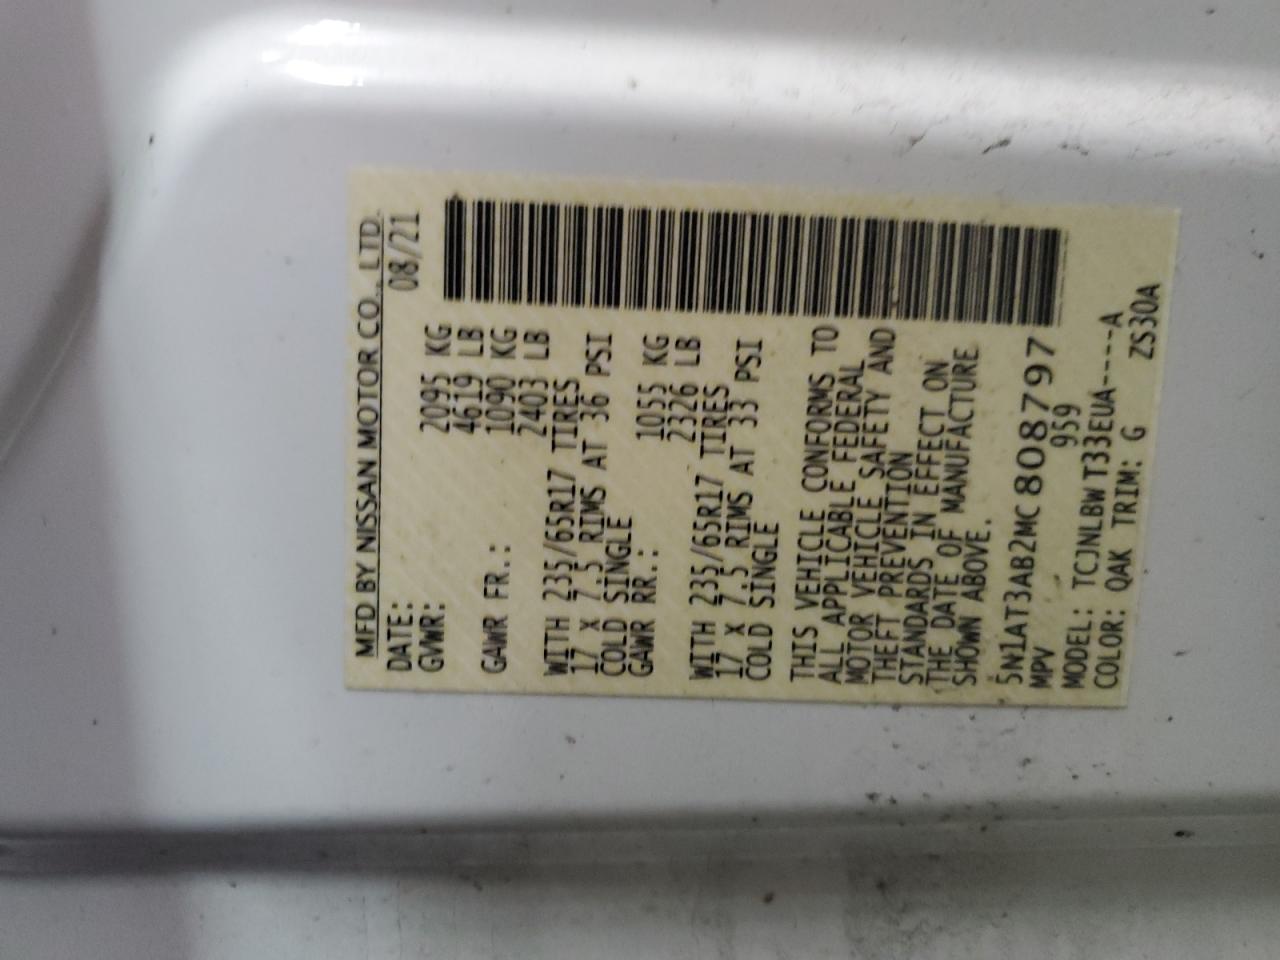 MFD BY NISSAN MOTOR CO., LTD.
DATE: 08/21
GVWR: 2095 KG
4619 LB
GAWR FR.: 1090 KG
2403 LB
WITH 235/65R17 TIRES
17 x 7.5 RIMS AT 36 PSI
COLD SINGLE
GAWR RR.: 1055 KG
2326 LB
WITH 235/65R17 TIRES
17 x 7.5 RIMS AT 33 PSI
COLD SINGLE
THIS VEHICLE CONFORMS TO
ALL APPLICABLE FEDERAL
MOTOR VEHICLE SAFETY AND
THEFT PREVENTION
STANDARDS IN EFFECT ON
THE DATE OF MANUFACTURE
SHOWN ABOVE.
5N1AT3AB2MC808797
MPV 959
MODEL: TCJNLBWT33EUA----A
COLOR: QAK TRIM: G ZS30A